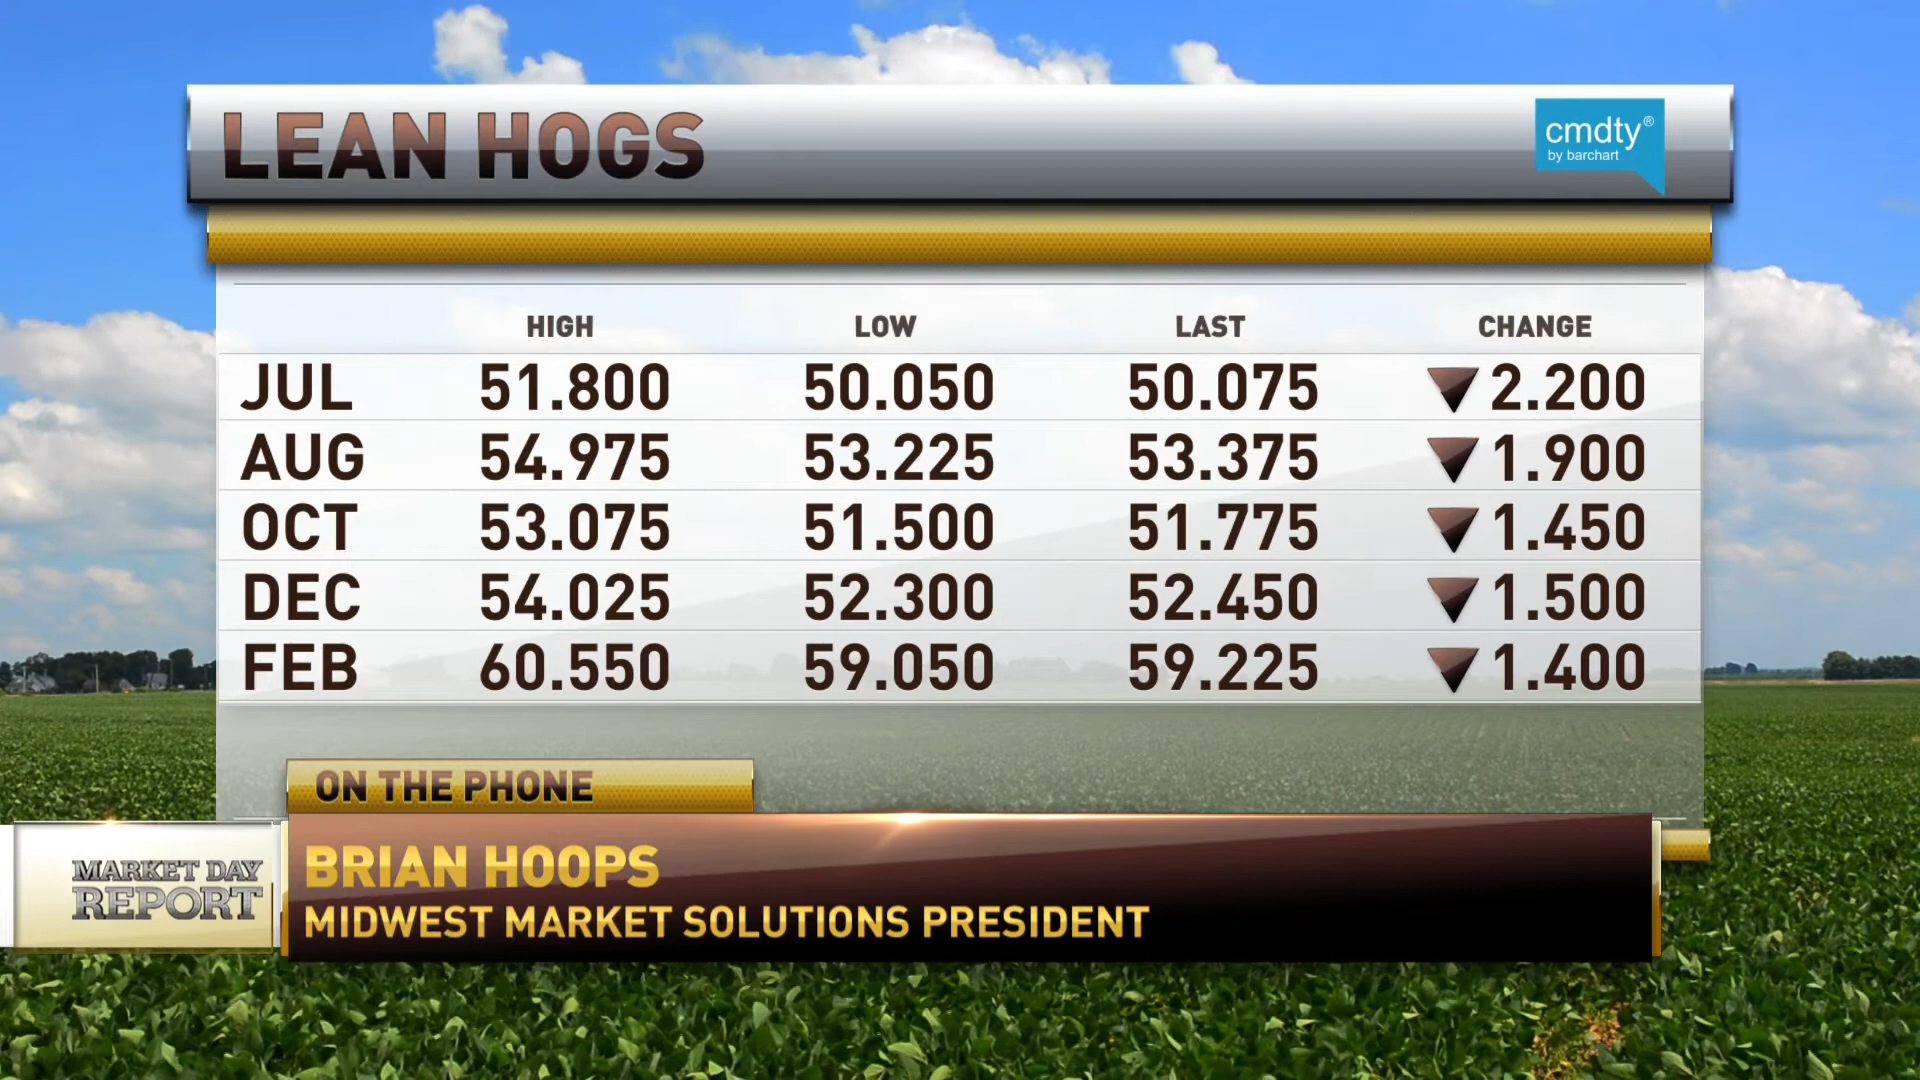 LEAN HOGS
cmdty®
by barchart
HIGH LOW LAST CHANGE
JUL 51.800 50.050 50.075 ▼ 2.200
AUG 54.975 53.225 53.375 ▼ 1.900
OCT 53.075 51.500 51.775 ▼ 1.450
DEC 54.025 52.300 52.450 ▼ 1.500
FEB 60.550 59.050 59.225 ▼ 1.400
ON THE PHONE
MARKET DAY
REPORT
BRIAN HOOPS
MIDWEST MARKET SOLUTIONS PRESIDENT